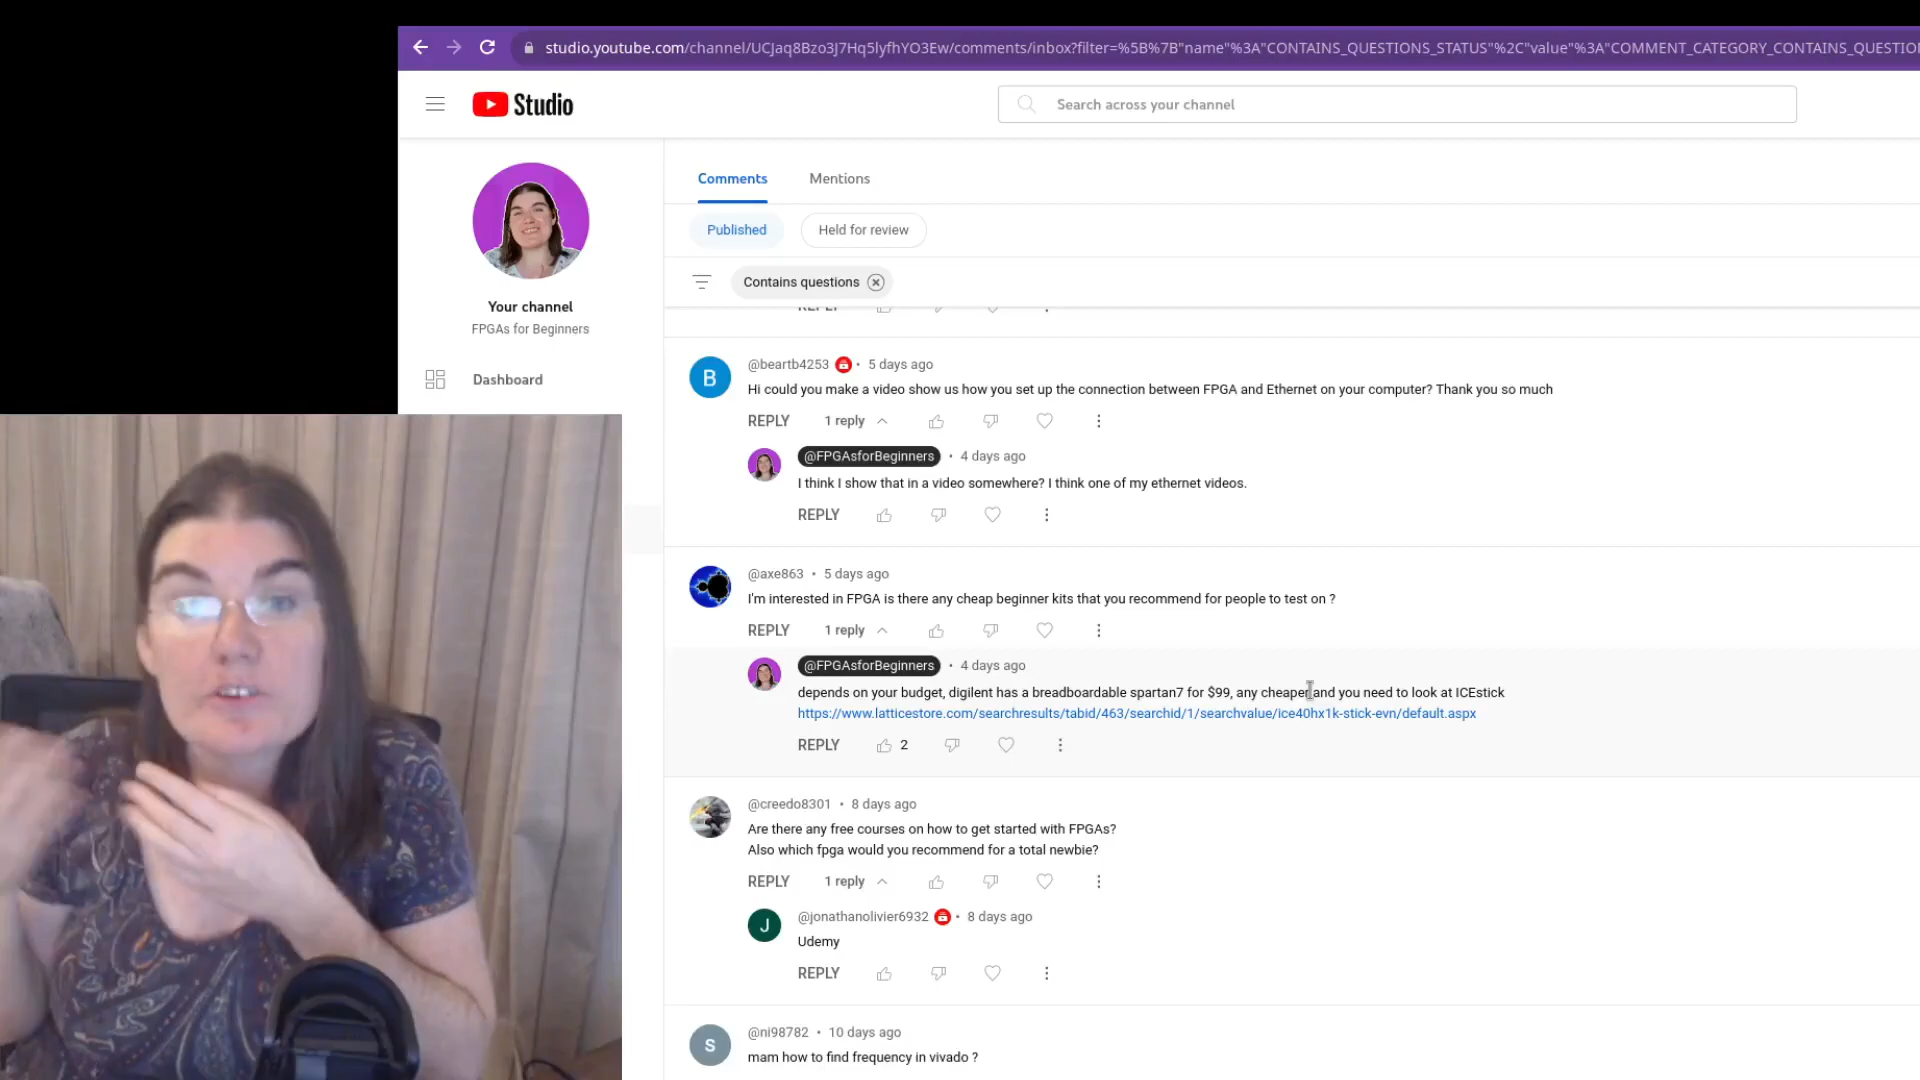 studio.youtube.com/channel/UCJaq8Bzo3J7Hq5lyfhYO3Ew/comments/inbox?filter=%5B%7B"name"%3A"CONTAINS_QUESTIONS_STATUS"%2C"value"%3A"COMMENT_CATEGORY_CONTAINS_QUESTIO
Studio
Search across your channel
Comments
Mentions
Published
Held for review
Contains questions
Your channel
FPGAs for Beginners
Dashboard
REPLY
B
@beartb4253 • 5 days ago
Hi could you make a video show us how you set up the connection between FPGA and Ethernet on your computer? Thank you so much
REPLY 1 reply
@FPGAsforBeginners • 4 days ago
I think I show that in a video somewhere? I think one of my ethernet videos.
REPLY
@axe863 • 5 days ago
I'm interested in FPGA is there any cheap beginner kits that you recommend for people to test on ?
REPLY 1 reply
@FPGAsforBeginners • 4 days ago
depends on your budget, digilent has a breadboardable spartan7 for $99, any cheaper and you need to look at ICEstick
https://www.latticestore.com/searchresults/tabid/463/searchid/1/searchvalue/ice40hx1k-stick-evn/default.aspx
REPLY 2
@creedo8301 • 8 days ago
Are there any free courses on how to get started with FPGAs?
Also which fpga would you recommend for a total newbie?
REPLY 1 reply
J
@jonathanolivier6932 • 8 days ago
Udemy
REPLY
S
@ni98782 • 10 days ago
mam how to find frequency in vivado ?